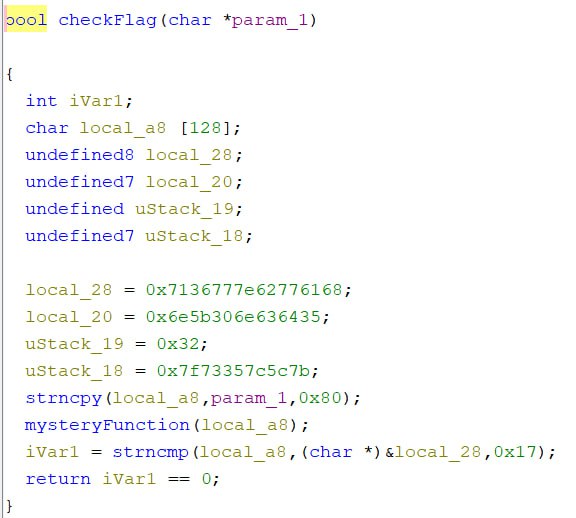 bool checkFlag(char *param_1)
{
int iVar1;
char local_a8 [128];
undefined8 local_28;
undefined7 local_20;
undefined uStack_19;
undefined7 uStack_18;
local_28 = 0x7136777e62776168;
local_20 = 0x6e5b306e636435;
uStack_19 = 0x32;
uStack_18 = 0x7f73357c5c7b;
strncpy(local_a8,param_1,0x80);
mysteryFunction(local_a8);
iVar1 = strncmp(local_a8,(char *)&local_28,0x17);
return iVar1 == 0;
}